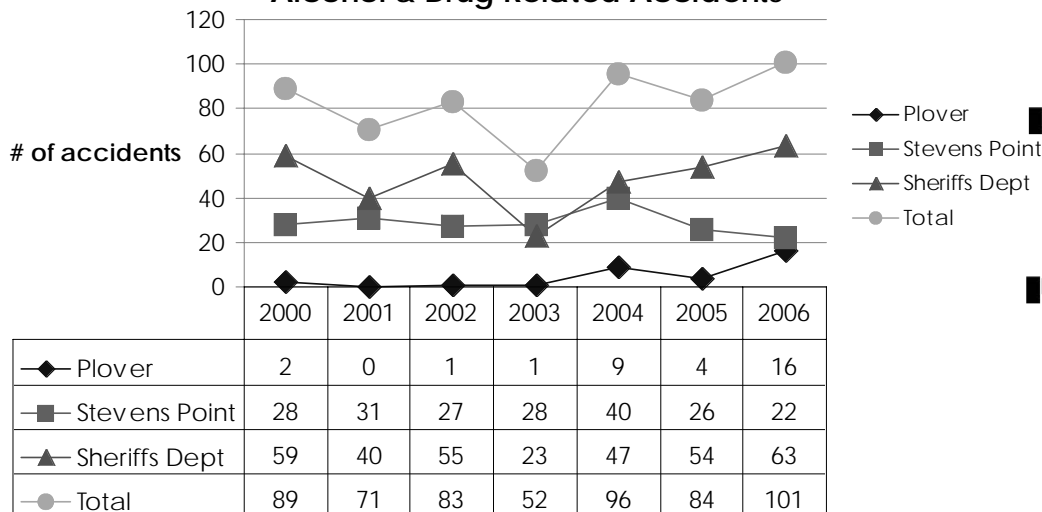 Alcohol & Drug Related Accidents
120
100
80
60
40
20
0
# of accidents
Plover
Stevens Point
Sheriffs Dept
Total
2000 2001 2002 2003 2004 2005 2006
Plover 2 0 1 1 9 4 16
Stevens Point 28 31 27 28 40 26 22
Sheriffs Dept 59 40 55 23 47 54 63
Total 89 71 83 52 96 84 101